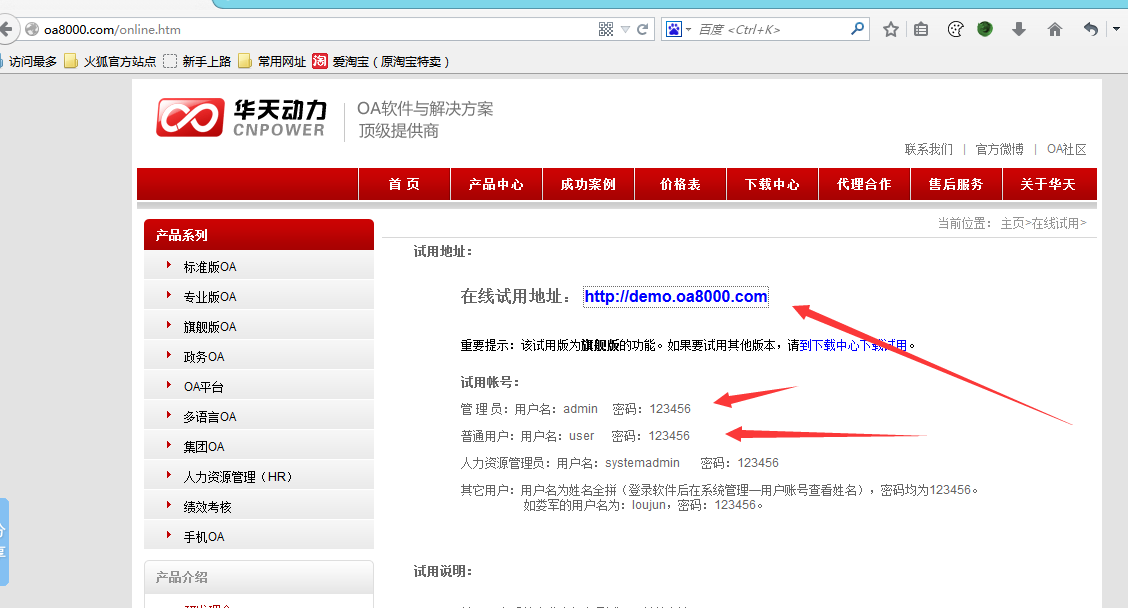 oa8000.com/online.htm
百度 <Ctrl+K>
访问最多 火狐官方站点 新手上路 常用网址 淘 爱淘宝（原淘宝特卖）
华天动力
CNPOWER
OA软件与解决方案
顶级提供商
联系我们 | 官方微博 | OA社区
首 页 产品中心 成功案例 价格表 下载中心 代理合作 售后服务 关于华天
当前位置： 主页>在线试用>
产品系列
标准版OA
专业版OA
旗舰版OA
政务OA
OA平台
多语言OA
集团OA
人力资源管理（HR）
绩效考核
手机OA
产品介绍
试用地址：
在线试用地址： http://demo.oa8000.com
重要提示：该试用版为旗舰版的功能。如果要试用其他版本，请到下载中心下载试用。
试用帐号：
管 理 员：用户名：admin 密码：123456
普通用户：用户名：user 密码：123456
人力资源管理员：用户名：systemadmin 密码：123456
其它用户：用户名为姓名全拼（登录软件后在系统管理—用户账号查看姓名），密码均为123456。
如娄军的用户名为：loujun，密码：123456。
试用说明：
分
享